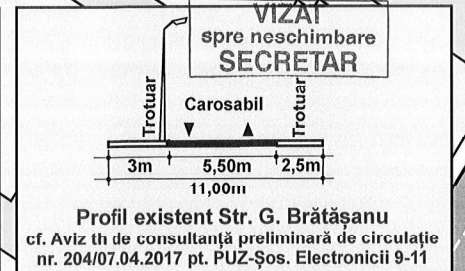 VIZAT
spre neschimbare
SECRETAR
Trotuar
Carosabil
Trotuar
3m
5,50m
2,5m
11,00m
Profil existent Str. G. Brătășanu
cf. Aviz th de consultanță preliminară de circulație
nr. 204/07.04.2017 pt. PUZ-Șos. Electronicii 9-11